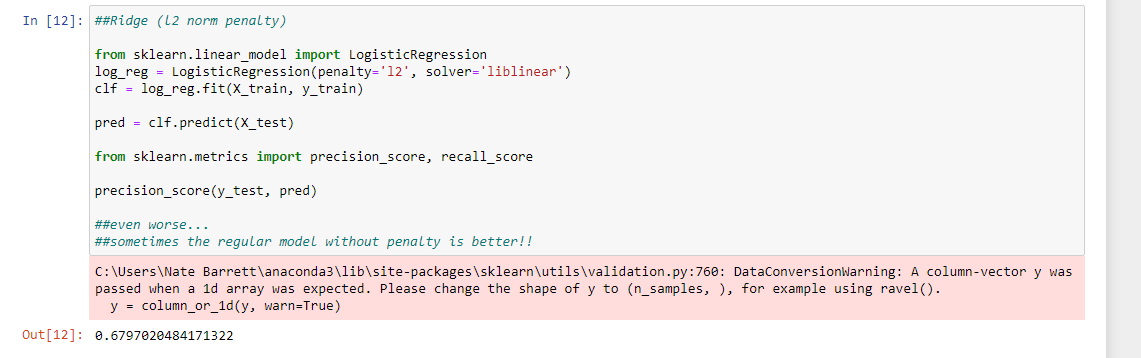 In [12]: ##Ridge (l2 norm penalty)
from sklearn.linear_model import LogisticRegression
log_reg = LogisticRegression(penalty='l2', solver='liblinear')
clf = log_reg.fit(X_train, y_train)
pred = clf.predict(X_test)
from sklearn.metrics import precision_score, recall_score
precision_score(y_test, pred)
##even worse...
##sometimes the regular model without penalty is better!!
C:\Users\Nate Barrett\anaconda3\lib\site-packages\sklearn\utils\validation.py:760: DataConversionWarning: A column-vector y was
passed when a 1d array was expected. Please change the shape of y to (n_samples, ), for example using ravel().
y = column_or_1d(y, warn=True)
Out[12]: 0.6797020484171322